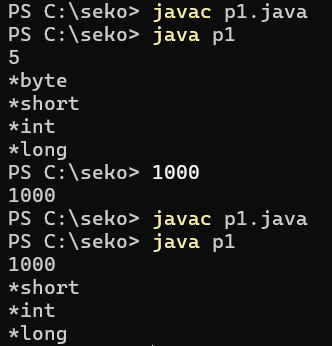 PS C:\seko> javac p1.java
PS C:\seko> java p1
5
*byte
*short
*int
*long
PS C:\seko> 1000
1000
PS C:\seko> javac p1.java
PS C:\seko> java p1
1000
*short
*int
*long